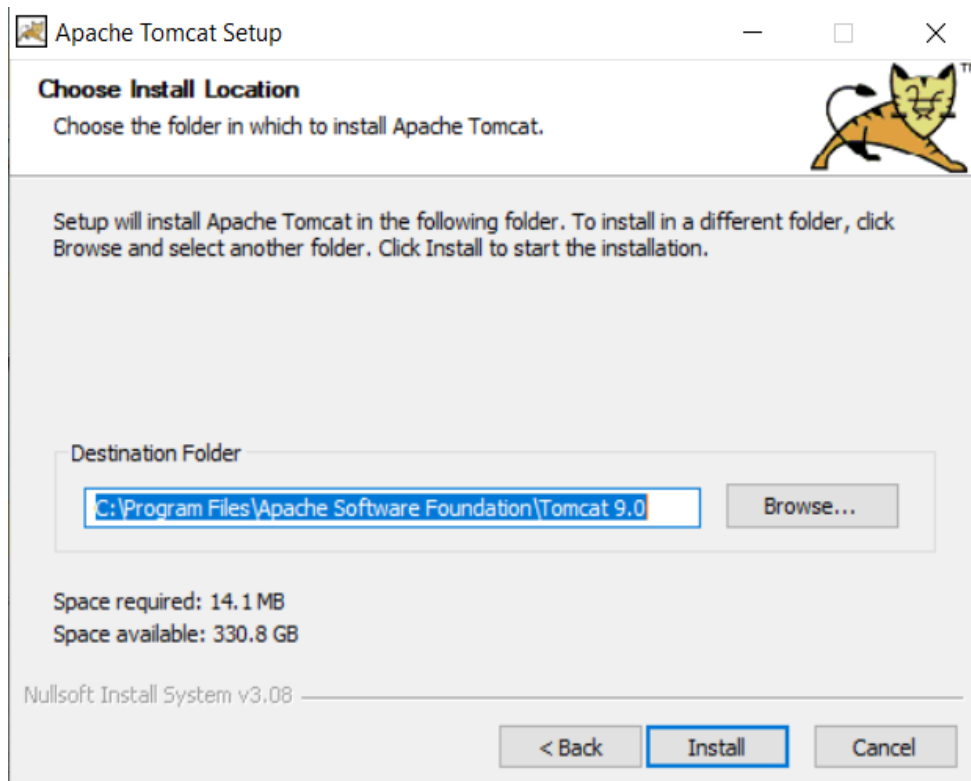 Apache Tomcat Setup
Choose Install Location
Choose the folder in which to install Apache Tomcat.
TM
Setup will install Apache Tomcat in the following folder. To install in a different folder, click
Browse and select another folder. Click Install to start the installation.
Destination Folder
C:\Program Files\Apache Software Foundation\Tomcat 9.0
Browse...
Space required: 14.1 MB
Space available: 330.8 GB
Nullsoft Install System v3.08
< Back
Install
Cancel